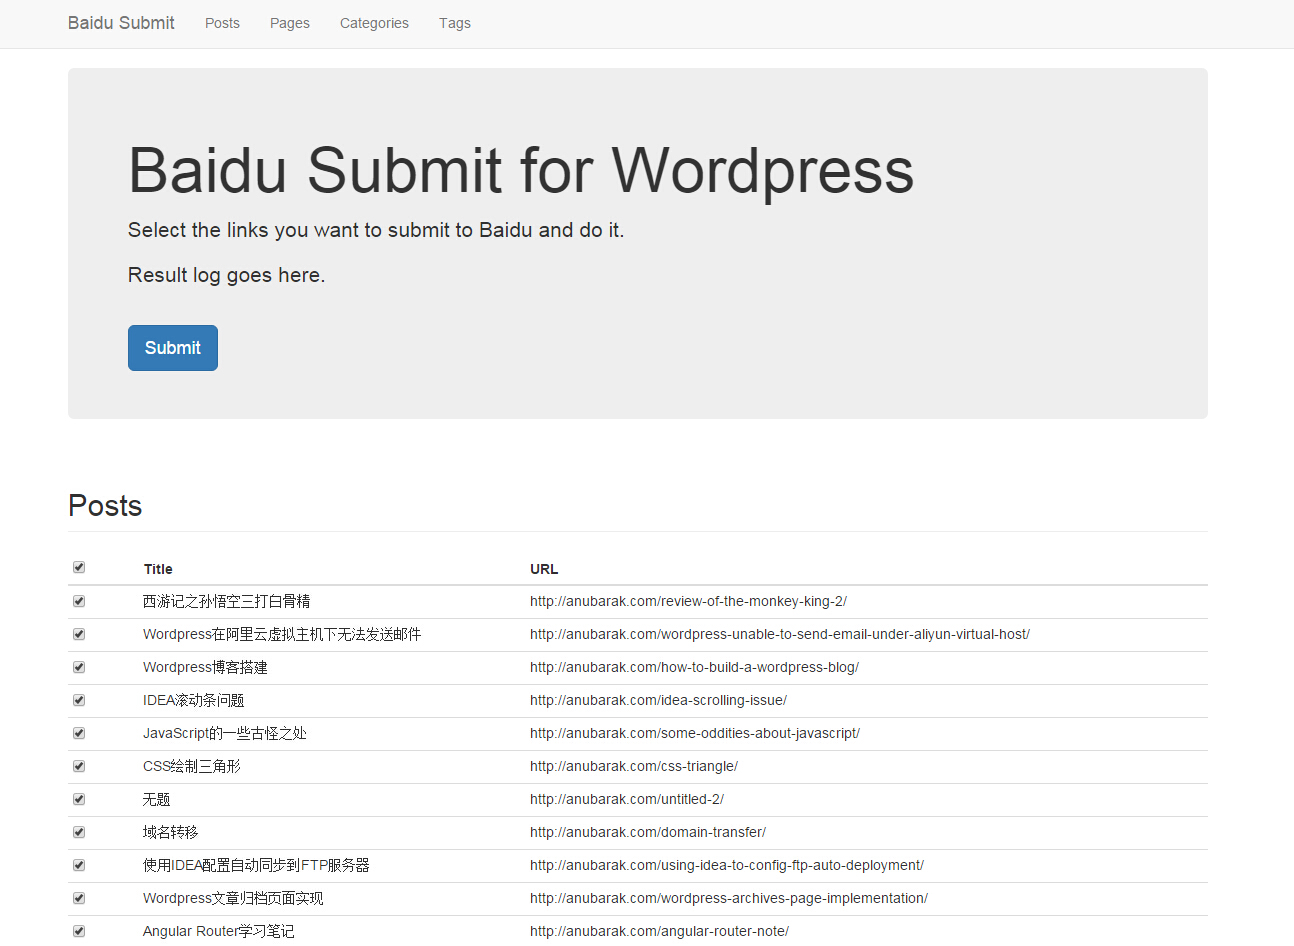 Baidu Submit Posts Pages Categories Tags
Baidu Submit for Wordpress
Select the links you want to submit to Baidu and do it.
Result log goes here.
Submit
Posts
Title URL
西游记之孙悟空三打白骨精 http://anubarak.com/review-of-the-monkey-king-2/
Wordpress在阿里云虚拟主机下无法发送邮件 http://anubarak.com/wordpress-unable-to-send-email-under-aliyun-virtual-host/
Wordpress博客搭建 http://anubarak.com/how-to-build-a-wordpress-blog/
IDEA滚动条问题 http://anubarak.com/idea-scrolling-issue/
JavaScript的一些古怪之处 http://anubarak.com/some-oddities-about-javascript/
CSS绘制三角形 http://anubarak.com/css-triangle/
无题 http://anubarak.com/untitled-2/
域名转移 http://anubarak.com/domain-transfer/
使用IDEA配置自动同步到FTP服务器 http://anubarak.com/using-idea-to-config-ftp-auto-deployment/
Wordpress文章归档页面实现 http://anubarak.com/wordpress-archives-page-implementation/
Angular Router学习笔记 http://anubarak.com/angular-router-note/